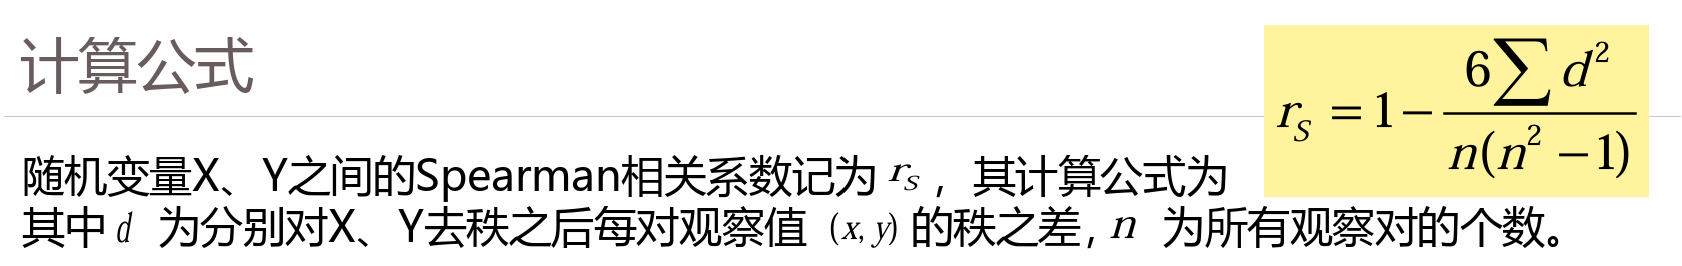 计算公式
r_S = 1 - \frac{6\sum d^2}{n(n^2-1)}
随机变量X、Y之间的Spearman相关系数记为 r_S ，其计算公式为
其中 d 为分别对X、Y去秩之后每对观察值 (x, y) 的秩之差, n 为所有观察对的个数。